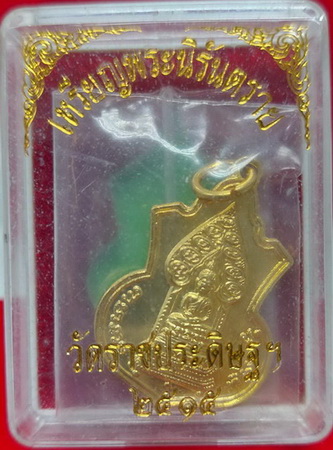 เหรียญพระนิรันตราย
วัดราชประดิษฐฯ
๒๕๑๕